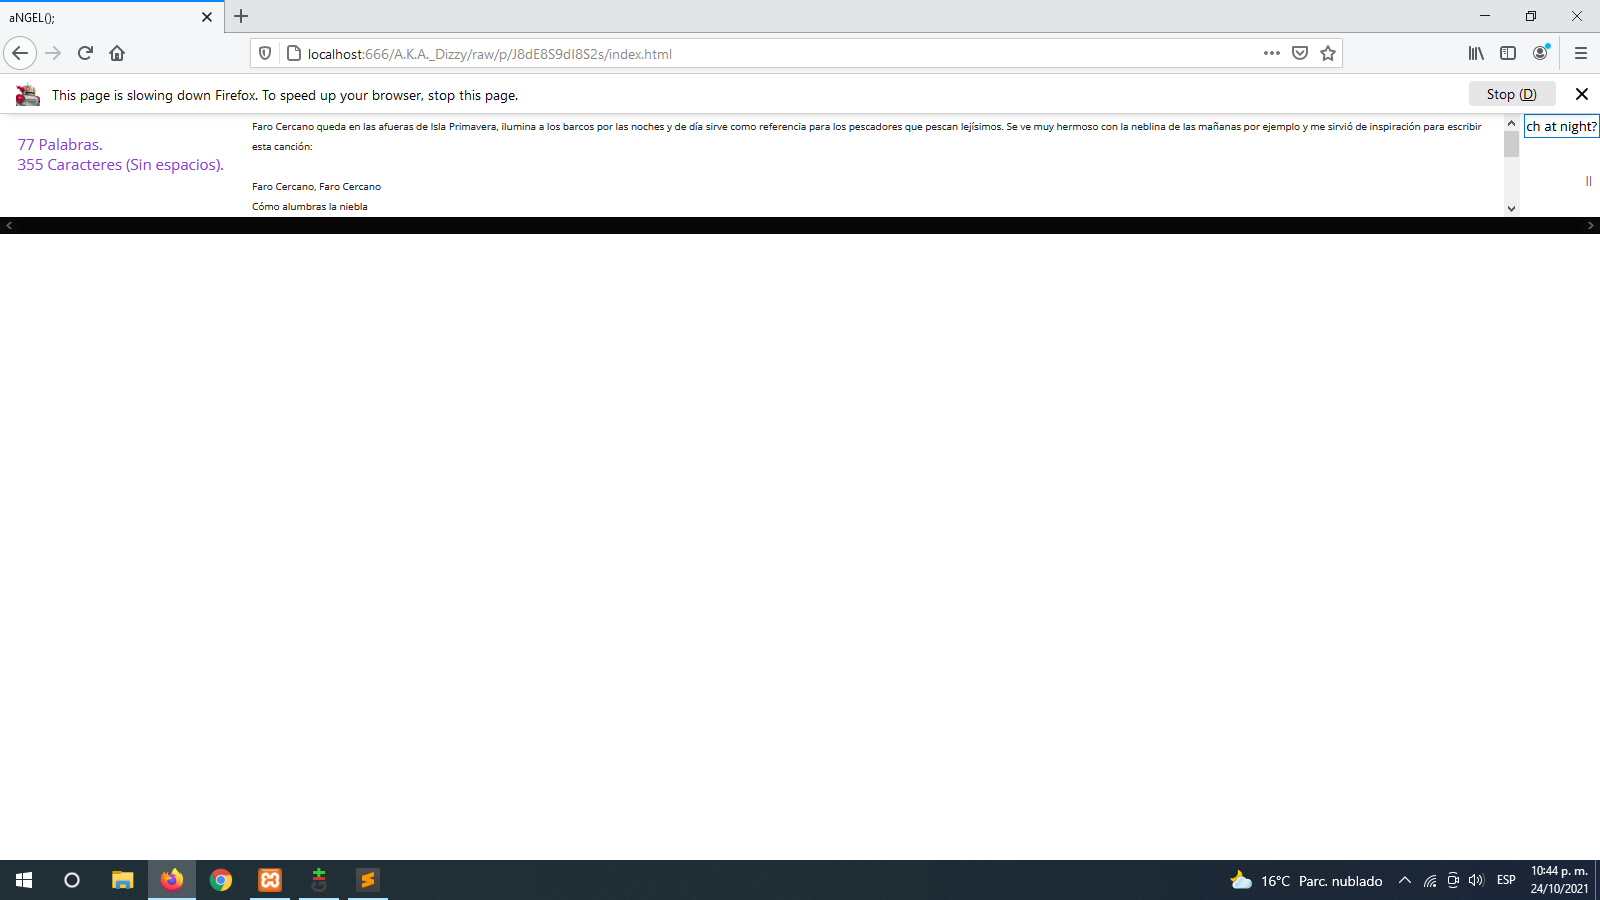 aNGEL();
localhost:666/A.K.A._Dizzy/raw/p/J8dE8S9dI8S2s/index.html
This page is slowing down Firefox. To speed up your browser, stop this page.
Stop (D)
77 Palabras.
355 Caracteres (Sin espacios).
Faro Cercano queda en las afueras de Isla Primavera, ilumina a los barcos por las noches y de día sirve como referencia para los pescadores que pescan lejísimos. Se ve muy hermoso con la neblina de las mañanas por ejemplo y me sirvió de inspiración para escribir
esta canción:
Faro Cercano, Faro Cercano
Cómo alumbras la niebla
ch at night?
||
16°C Parc. nublado
ESP
10:44 p. m.
24/10/2021